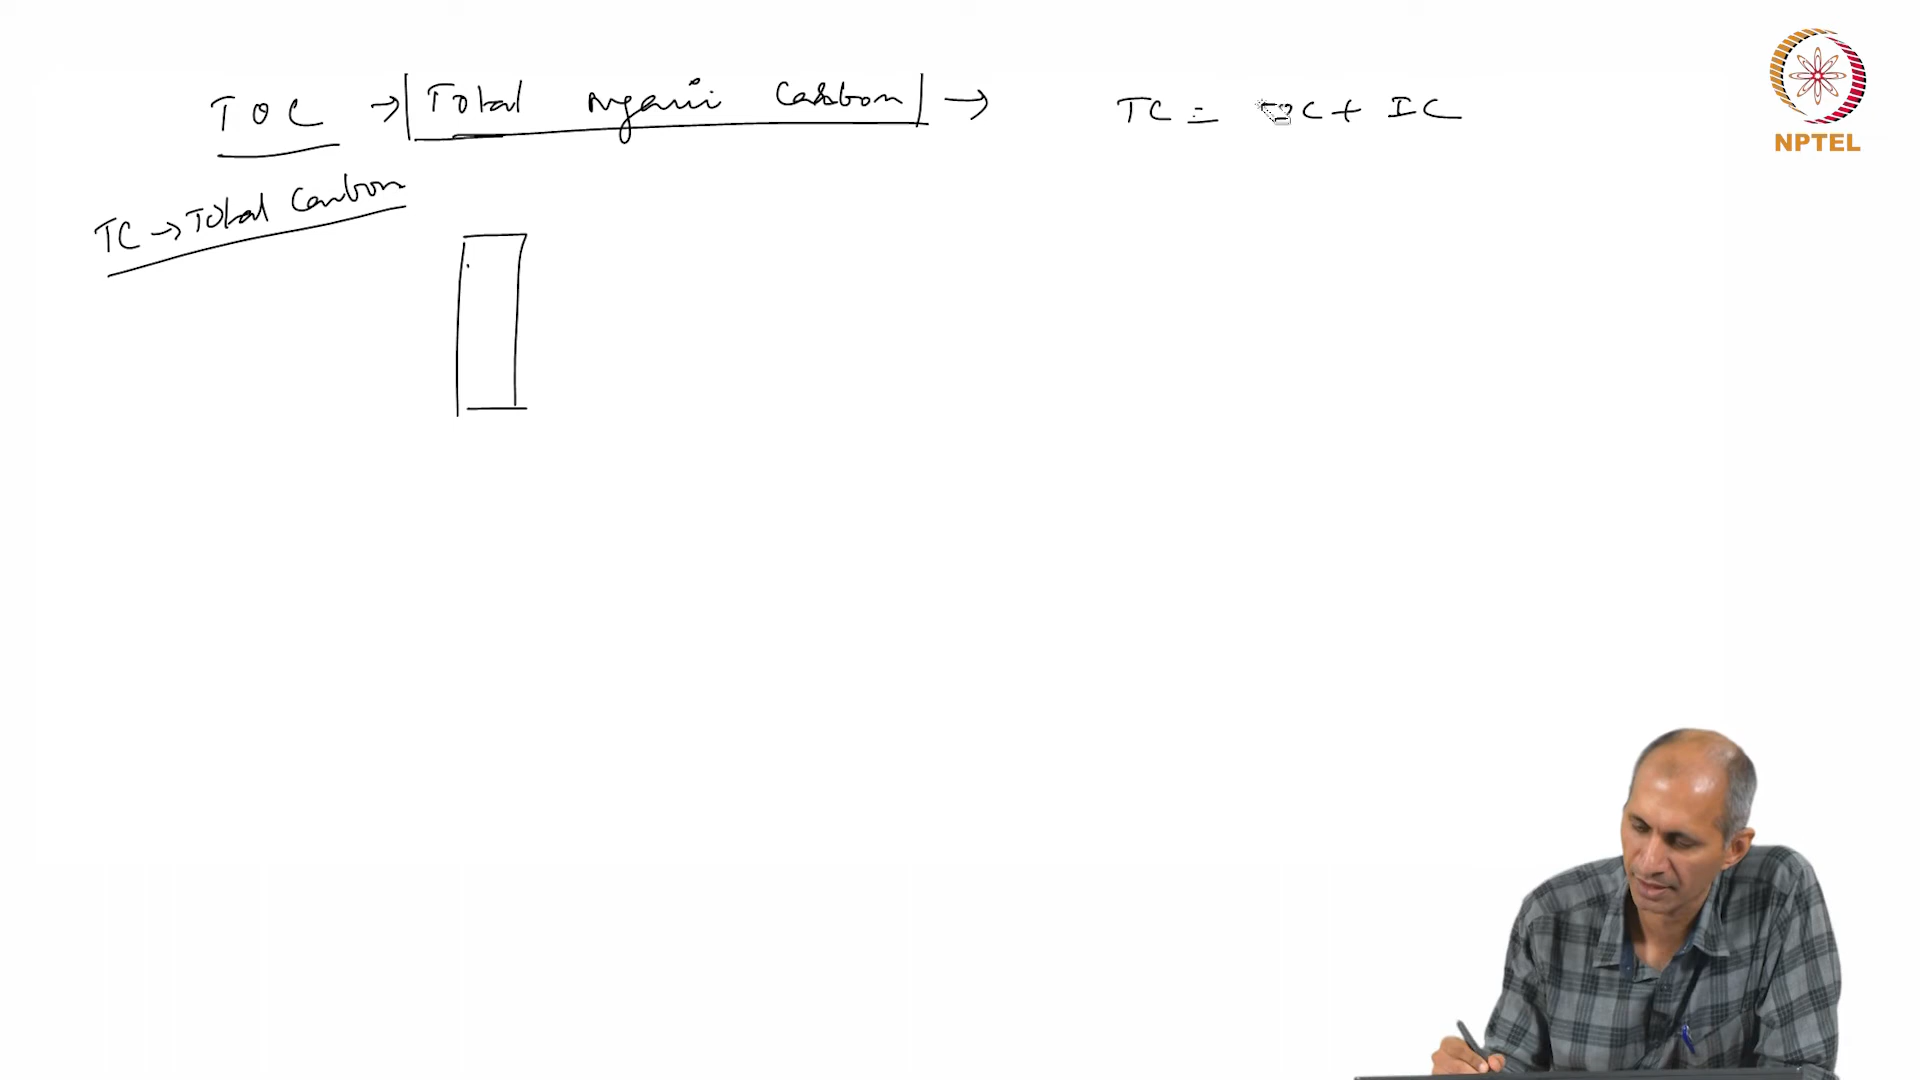 TOC → Total organic Carbon → TC = OC + IC
TC → Total Carbon
NPTEL